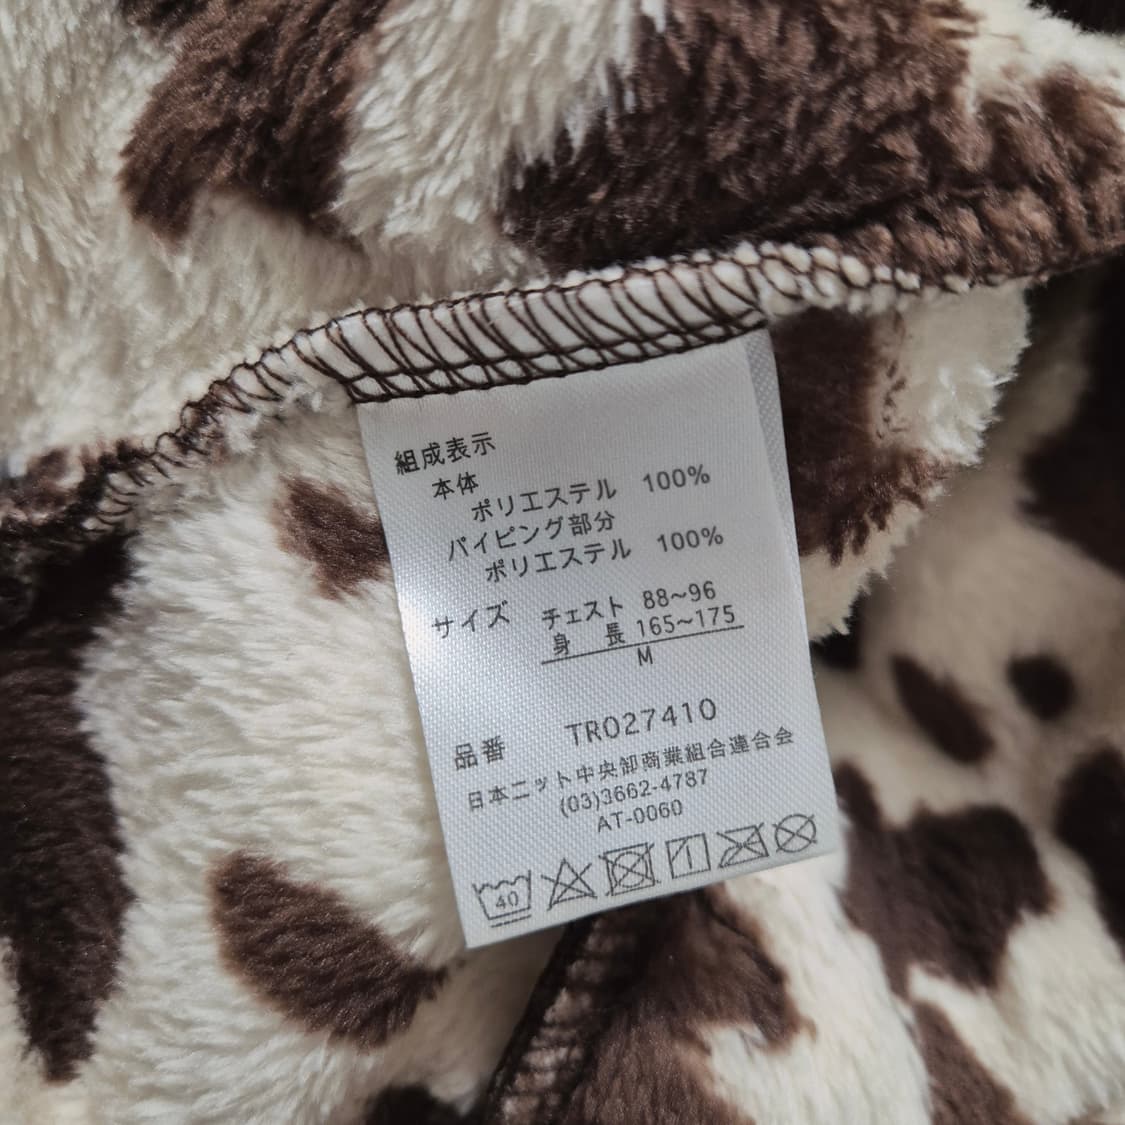 組成表示
本体
ポリエステル 100%
パイピング部分
ポリエステル 100%
サイズ チェスト 88~96
身 長 165~175
M
品番 TR027410
日本ニット中央卸商業組合連合会
(03)3662-4787
AT-0060
40